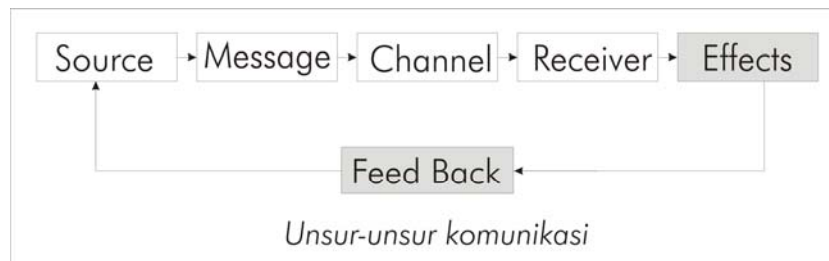 Source Message Channel Receiver Effects
Feed Back
Unsur-unsur komunikasi